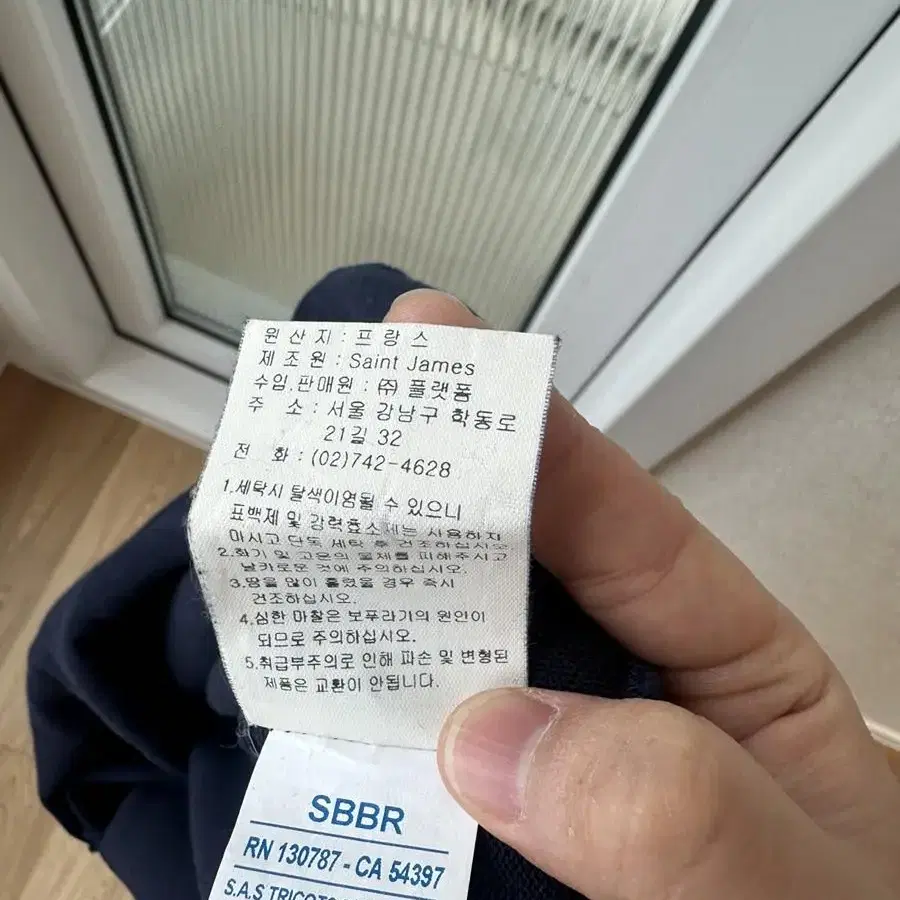 원 산 지 : 프 랑 스
제 조 원 : Saint James
수입.판매원 : ㈜ 플랫폼
주 소 : 서울 강남구 학동로
21길 32
전 화 : (02)742-4628
1.세탁시 탈색이염될 수 있으니
표백제 및 강력효소제는 사용하지
마시고 단독 세탁 후 건조하십시오
2.화기 및 고온의 물체를 피해주시고
날카로운 것에 주의하십시오.
3.땀을 많이 흘렸을 경우 즉시
건조하십시오.
4.심한 마찰은 보푸라기의 원인이
되므로 주의하십시오.
5.취급부주의로 인해 파손 및 변형된
제품은 교환이 안됩니다.
SBBR
RN 130787 - CA 54397
S.A.S TRICOTS